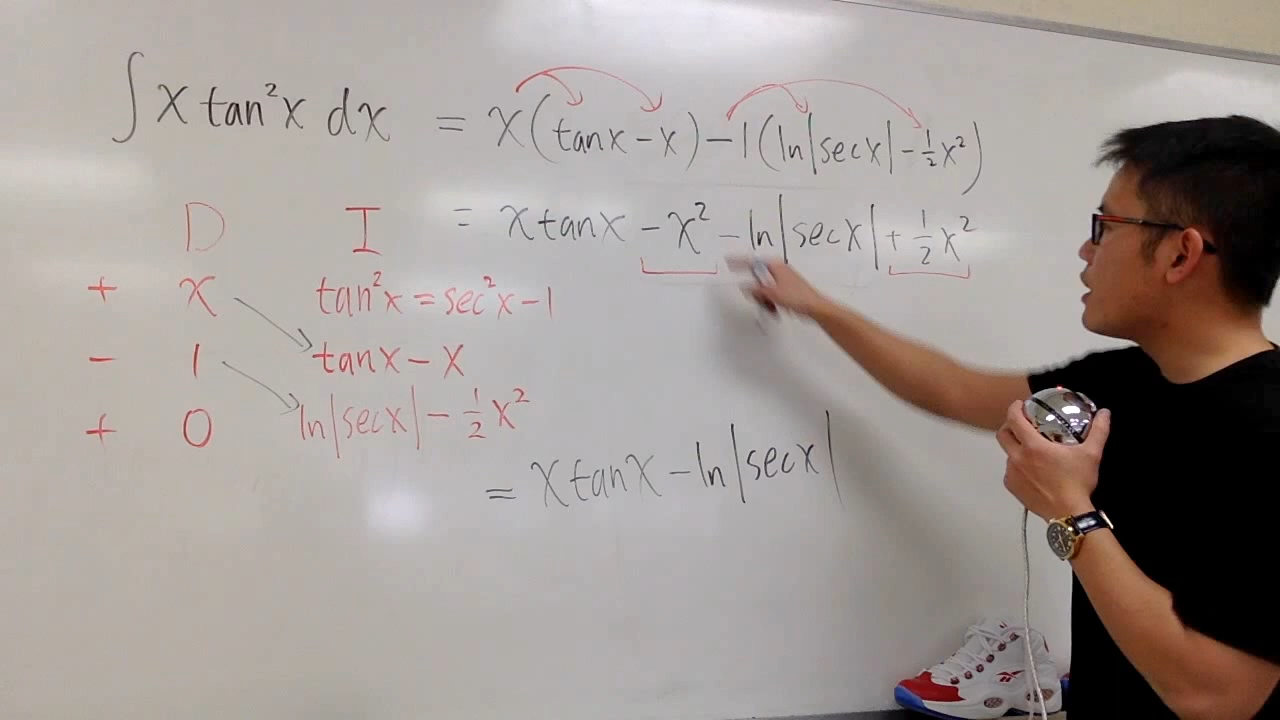 ∫ x tan²x dx = x(tanx − x) − 1(ln|secx| − ½x²)
= x tanx − x² − ln|secx| + ½x²
D I
+ x tan²x = sec²x − 1
− 1 tanx − x
+ 0 ln|secx| − ½x²
= x tanx − ln|secx|